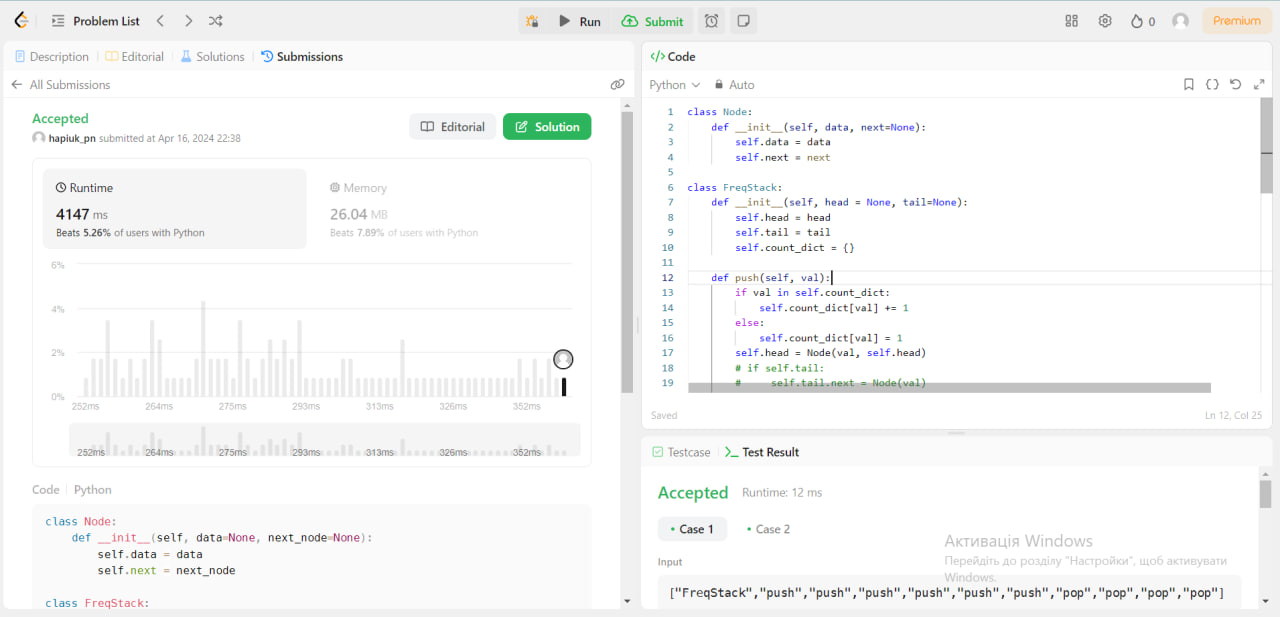 Problem List
Run
Submit
0
Premium
Description
Editorial
Solutions
Submissions
All Submissions
Accepted
hapiuk_pn submitted at Apr 16, 2024 22:38
Editorial
Solution
Runtime
4147 ms
Beats 5.26% of users with Python
Memory
26.04 MB
Beats 7.89% of users with Python
6%
4%
2%
0%
252ms 264ms 275ms 293ms 313ms 326ms 352ms
252ms 264ms 275ms 293ms 313ms 326ms 352ms
Code
Python
class Node:
    def __init__(self, data=None, next_node=None):
        self.data = data
        self.next = next_node
class FreqStack:
</> Code
Python
Auto
1 class Node:
2     def __init__(self, data, next=None):
3         self.data = data
4         self.next = next
5
6 class FreqStack:
7     def __init__(self, head = None, tail=None):
8         self.head = head
9         self.tail = tail
10         self.count_dict = {}
11
12     def push(self, val):
13         if val in self.count_dict:
14             self.count_dict[val] += 1
15         else:
16             self.count_dict[val] = 1
17         self.head = Node(val, self.head)
18         # if self.tail:
19         #     self.tail.next = Node(val)
Saved
Ln 12, Col 25
Testcase
Test Result
Accepted
Runtime: 12 ms
• Case 1
• Case 2
Input
["FreqStack","push","push","push","push","push","push","pop","pop","pop","pop"]
Активація Windows
Перейдіть до розділу "Настройки", щоб активувати
Windows.